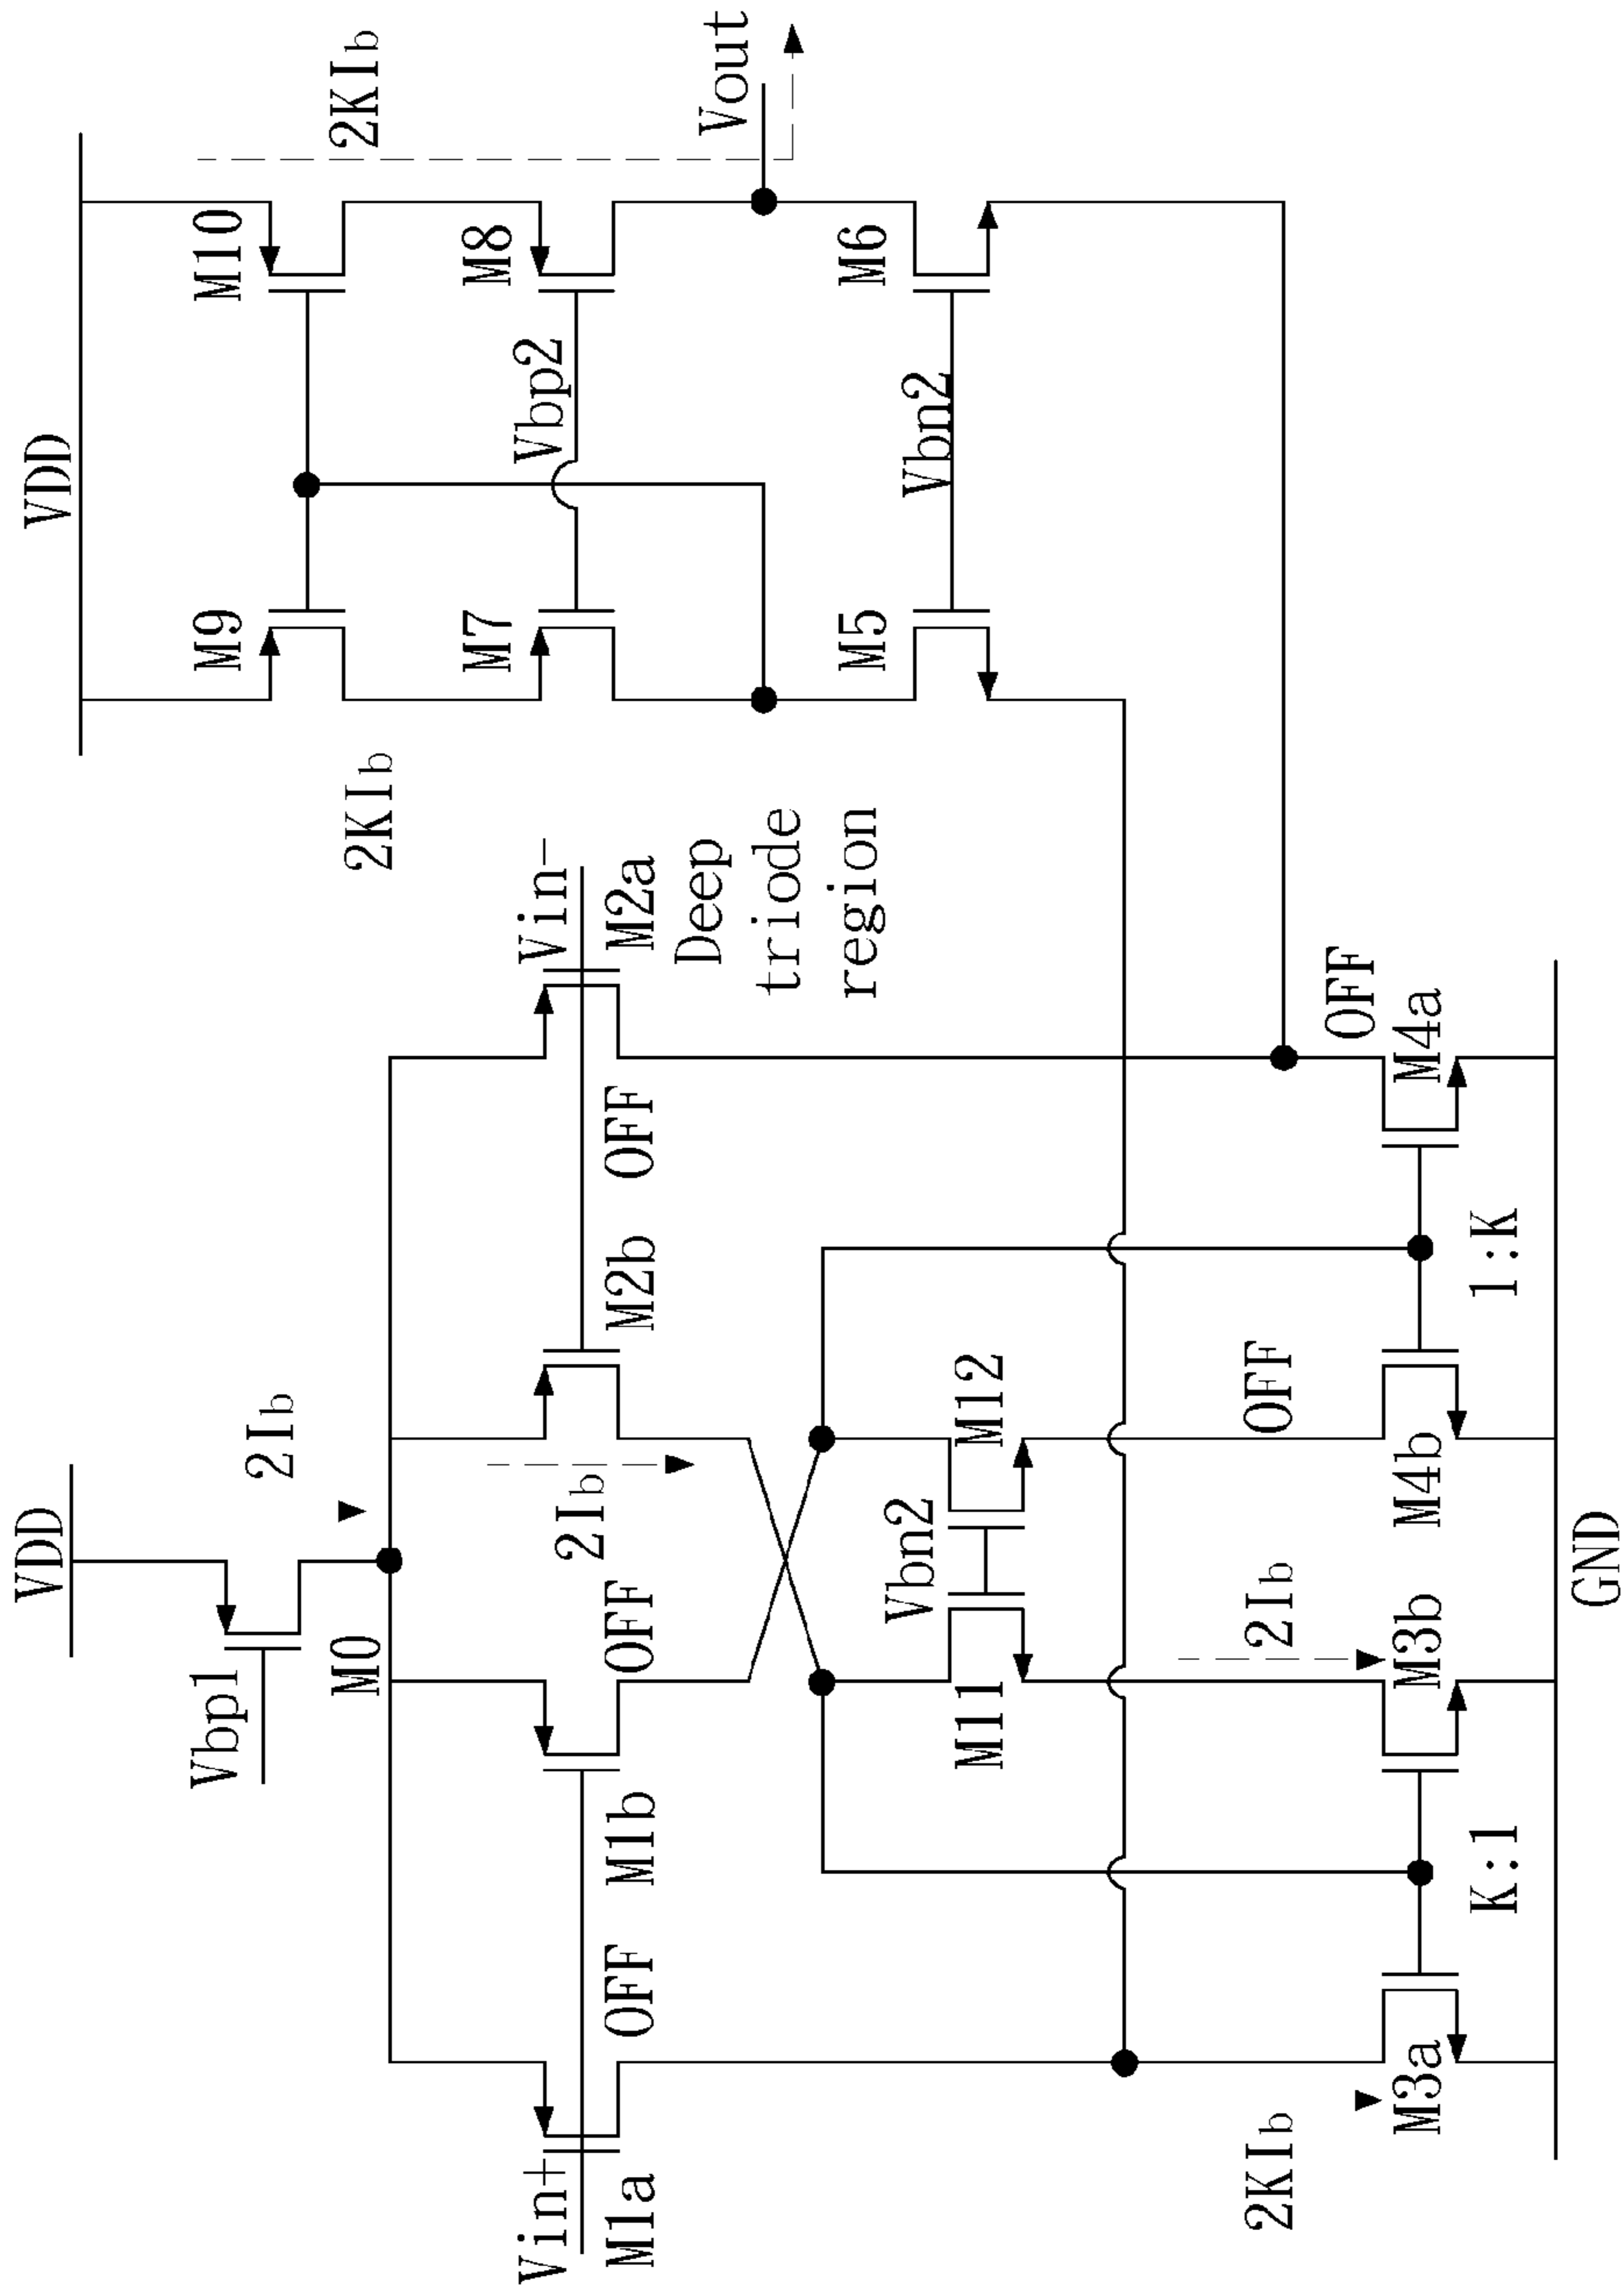 VDD
VDD
Vbp1
M0
2Ib
M9
M10
2KIb
2KIb
M7
Vbp2
M8
Vin+
M1a
OFF
M1b
OFF
2Ib
M2b
OFF
Vin-
M2a
Deep
triode
region
Vout
M5
Vbn2
M6
M11
Vbn2
M12
2KIb
M3a
2Ib
M3b
OFF
M4b
OFF
M4a
K:1
1:K
GND